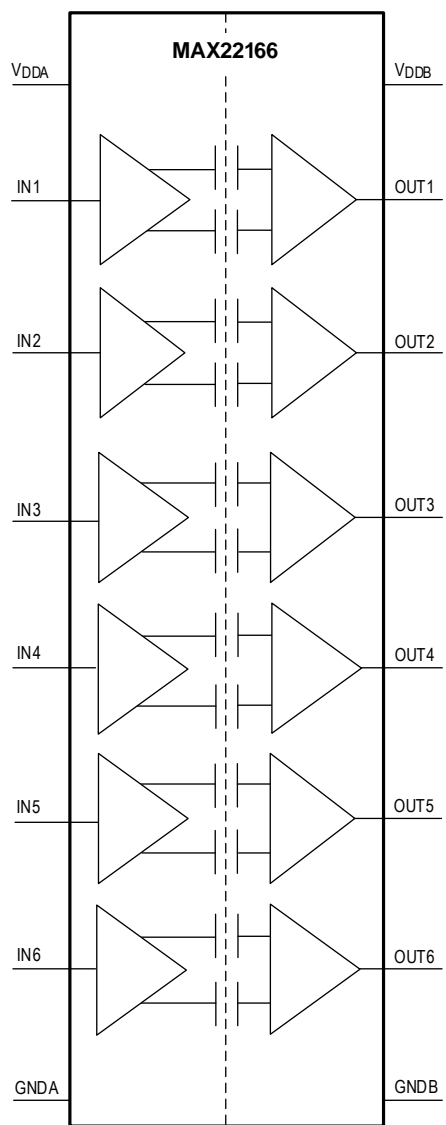 MAX22166
VDDA
VDDB
IN1
OUT1
IN2
OUT2
IN3
OUT3
IN4
OUT4
IN5
OUT5
IN6
OUT6
GNDA
GNDB